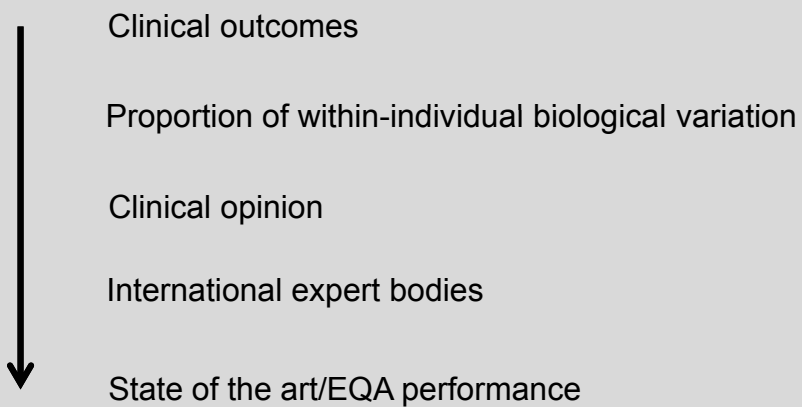 Clinical outcomes
Proportion of within-individual biological variation
Clinical opinion
International expert bodies
State of the art/EQA performance